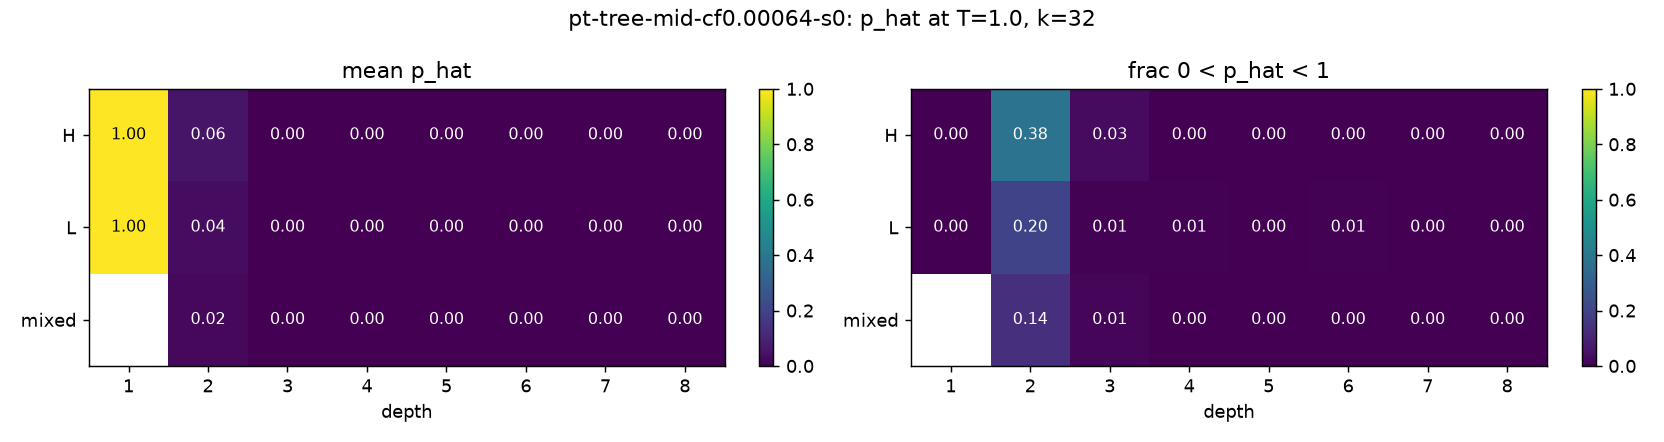 pt-tree-mid-cf0.00064-s0: p_hat at T=1.0, k=32
mean p_hat
H 1.00 0.06 0.00 0.00 0.00 0.00 0.00 0.00
L 1.00 0.04 0.00 0.00 0.00 0.00 0.00 0.00
mixed 0.02 0.00 0.00 0.00 0.00 0.00 0.00
1 2 3 4 5 6 7 8
depth
1.0
0.8
0.6
0.4
0.2
0.0
frac 0 < p_hat < 1
H 0.00 0.38 0.03 0.00 0.00 0.00 0.00 0.00
L 0.00 0.20 0.01 0.01 0.00 0.01 0.00 0.00
mixed 0.14 0.01 0.00 0.00 0.00 0.00 0.00
1 2 3 4 5 6 7 8
depth
1.0
0.8
0.6
0.4
0.2
0.0